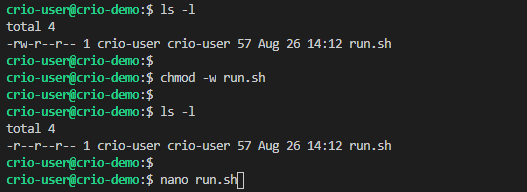 crio-user@crio-demo:$ ls -l
total 4
-rw-r--r-- 1 crio-user crio-user 57 Aug 26 14:12 run.sh
crio-user@crio-demo:$
crio-user@crio-demo:$ chmod -w run.sh
crio-user@crio-demo:$
crio-user@crio-demo:$ ls -l
total 4
-r--r--r-- 1 crio-user crio-user 57 Aug 26 14:12 run.sh
crio-user@crio-demo:$
crio-user@crio-demo:$ nano run.sh